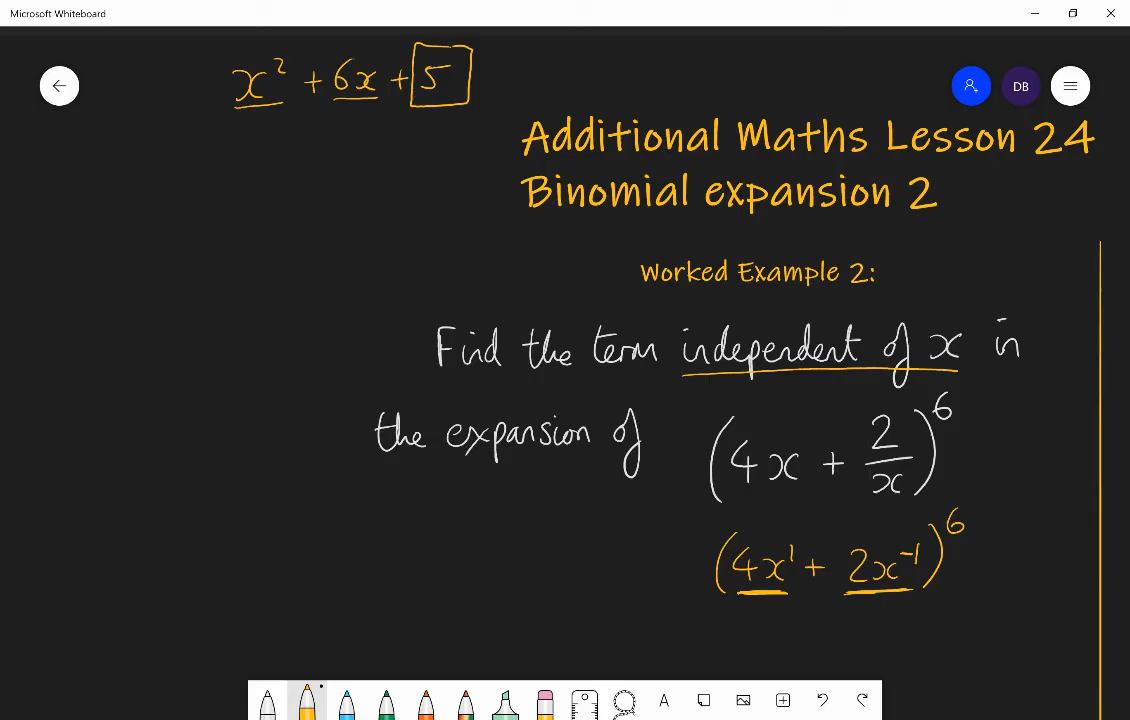 Microsoft Whiteboard
x² + 6x + 5
DB
Additional Maths Lesson 24
Binomial expansion 2
Worked Example 2:
Find the term independent of x in
the expansion of (4x + 2/x)⁶
(4x¹ + 2x⁻¹)⁶
A